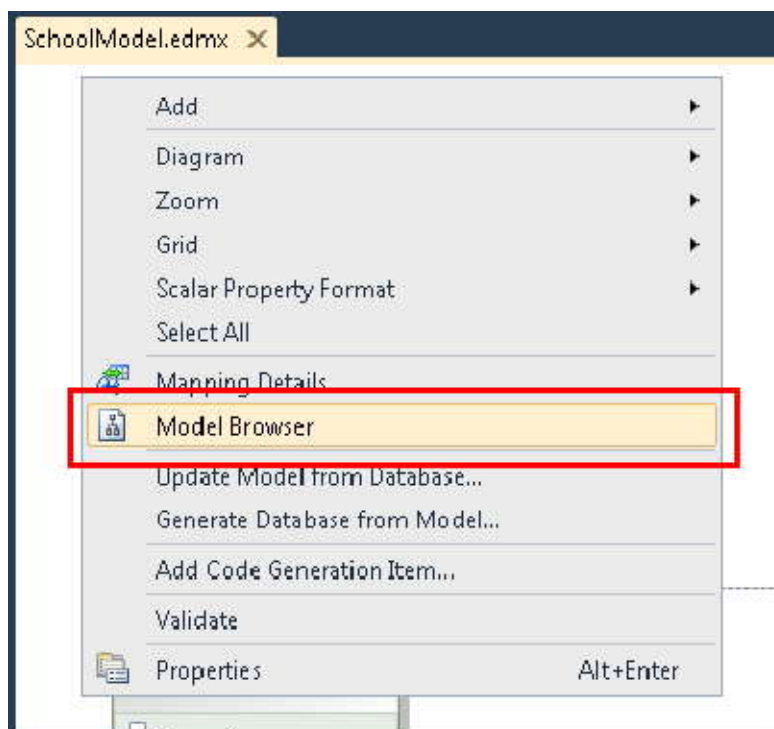 SchoolModel.edmx
Add
Diagram
Zoom
Grid
Scalar Property Format
Select All
Mapping Details
Model Browser
Update Model from Database...
Generate Database from Model...
Add Code Generation Item...
Validate
Properties Alt+Enter